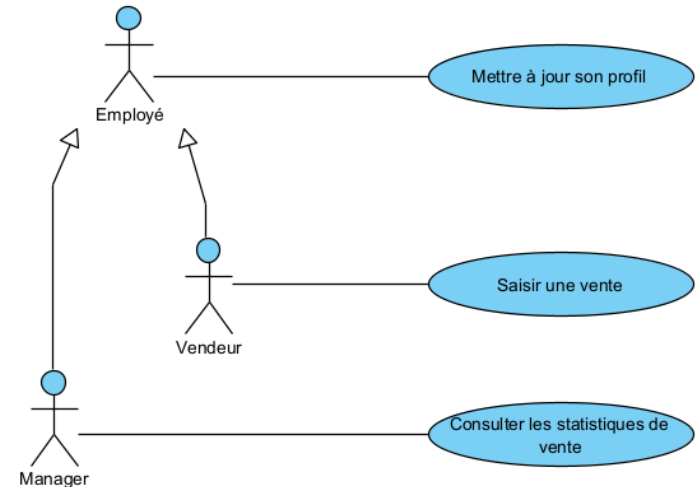 Mettre à jour son profil
Employé
Saisir une vente
Vendeur
Consulter les statistiques de
vente
Manager